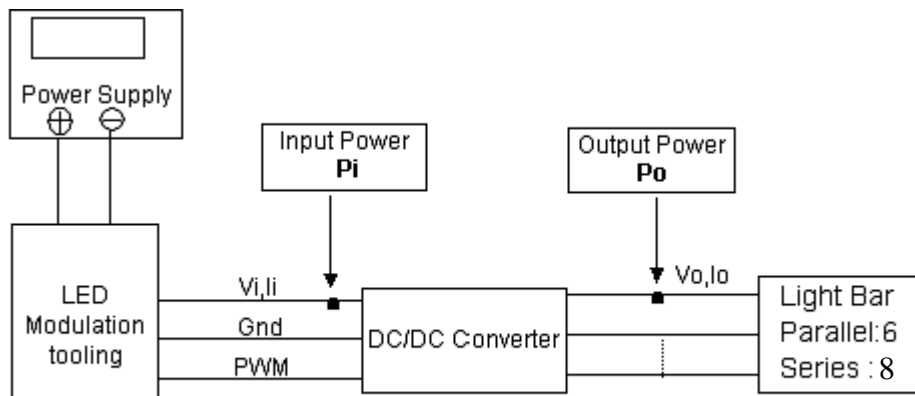 Power Supply
Input Power
Pi
Output Power
Po
LED
Modulation
tooling
Vi,Ii
Gnd
PWM
DC/DC Converter
Vo,Io
Light Bar
Parallel:6
Series : 8